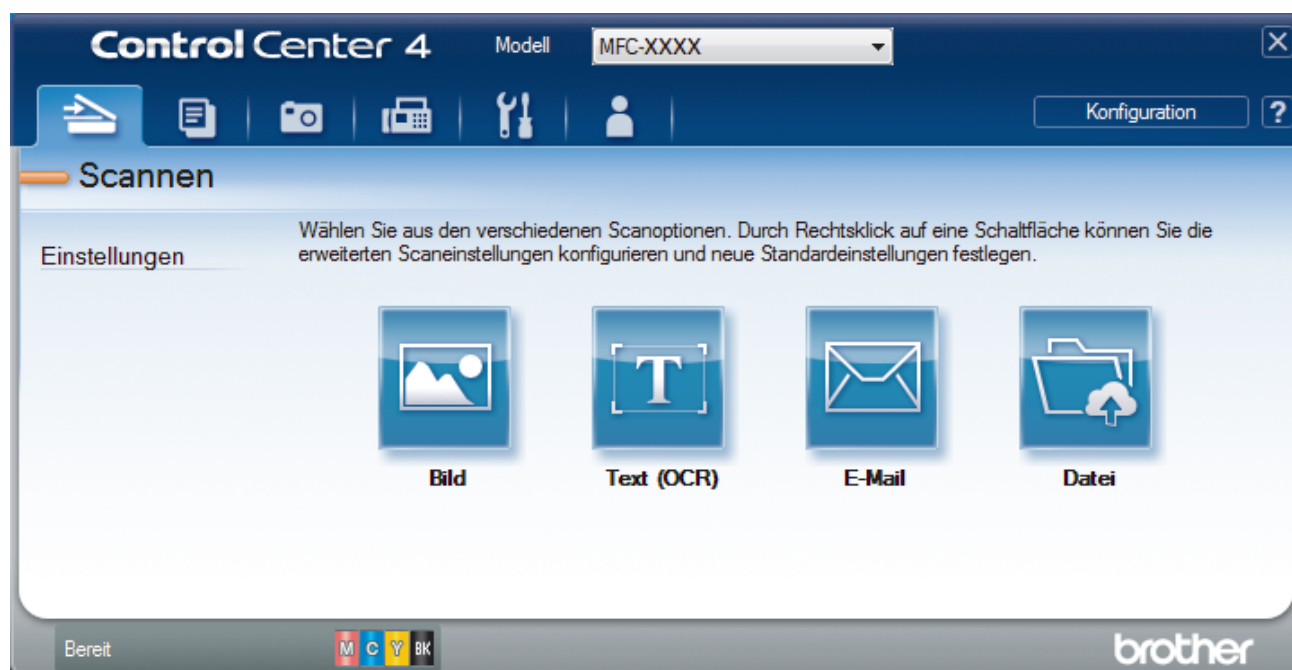 ControlCenter 4
Modell
MFC-XXXX
Konfiguration
?
Scannen
Einstellungen
Wählen Sie aus den verschiedenen Scanoptionen. Durch Rechtsklick auf eine Schaltfläche können Sie die
erweiterten Scaneinstellungen konfigurieren und neue Standardeinstellungen festlegen.
T
Bild
Text (OCR)
E-Mail
Datei
Bereit
M C Y BK
brother